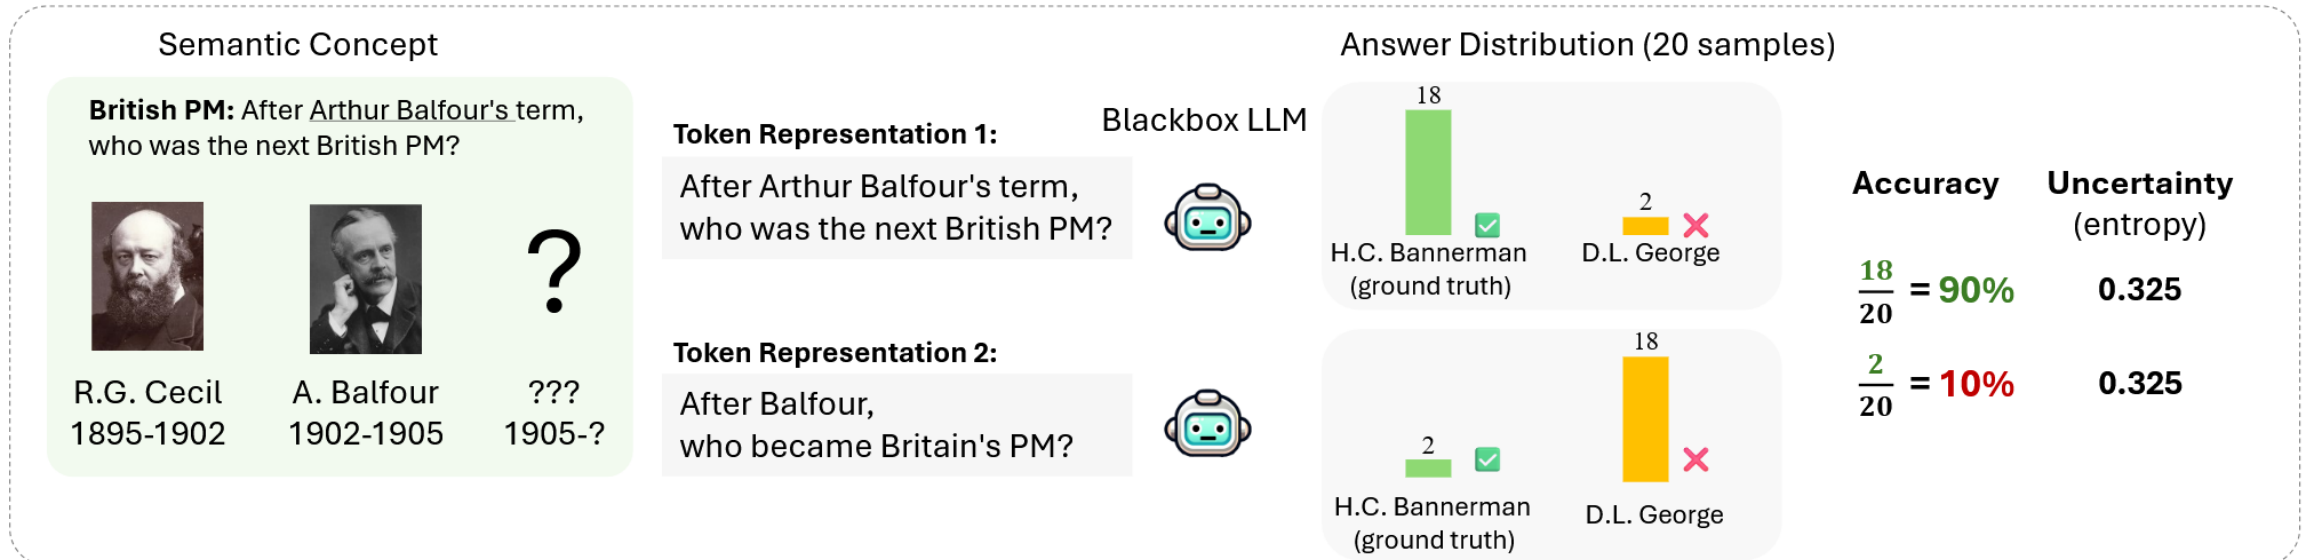 Semantic Concept
British PM: After Arthur Balfour's term,
who was the next British PM?
R.G. Cecil
1895-1902
A. Balfour
1902-1905
???
1905-?
?
Token Representation 1:
After Arthur Balfour's term,
who was the next British PM?
Token Representation 2:
After Balfour,
who became Britain's PM?
Blackbox LLM
Answer Distribution (20 samples)
18
H.C. Bannerman
(ground truth)
2
D.L. George
2
H.C. Bannerman
(ground truth)
18
D.L. George
Accuracy
Uncertainty
(entropy)
18/20 = 90%
0.325
2/20 = 10%
0.325